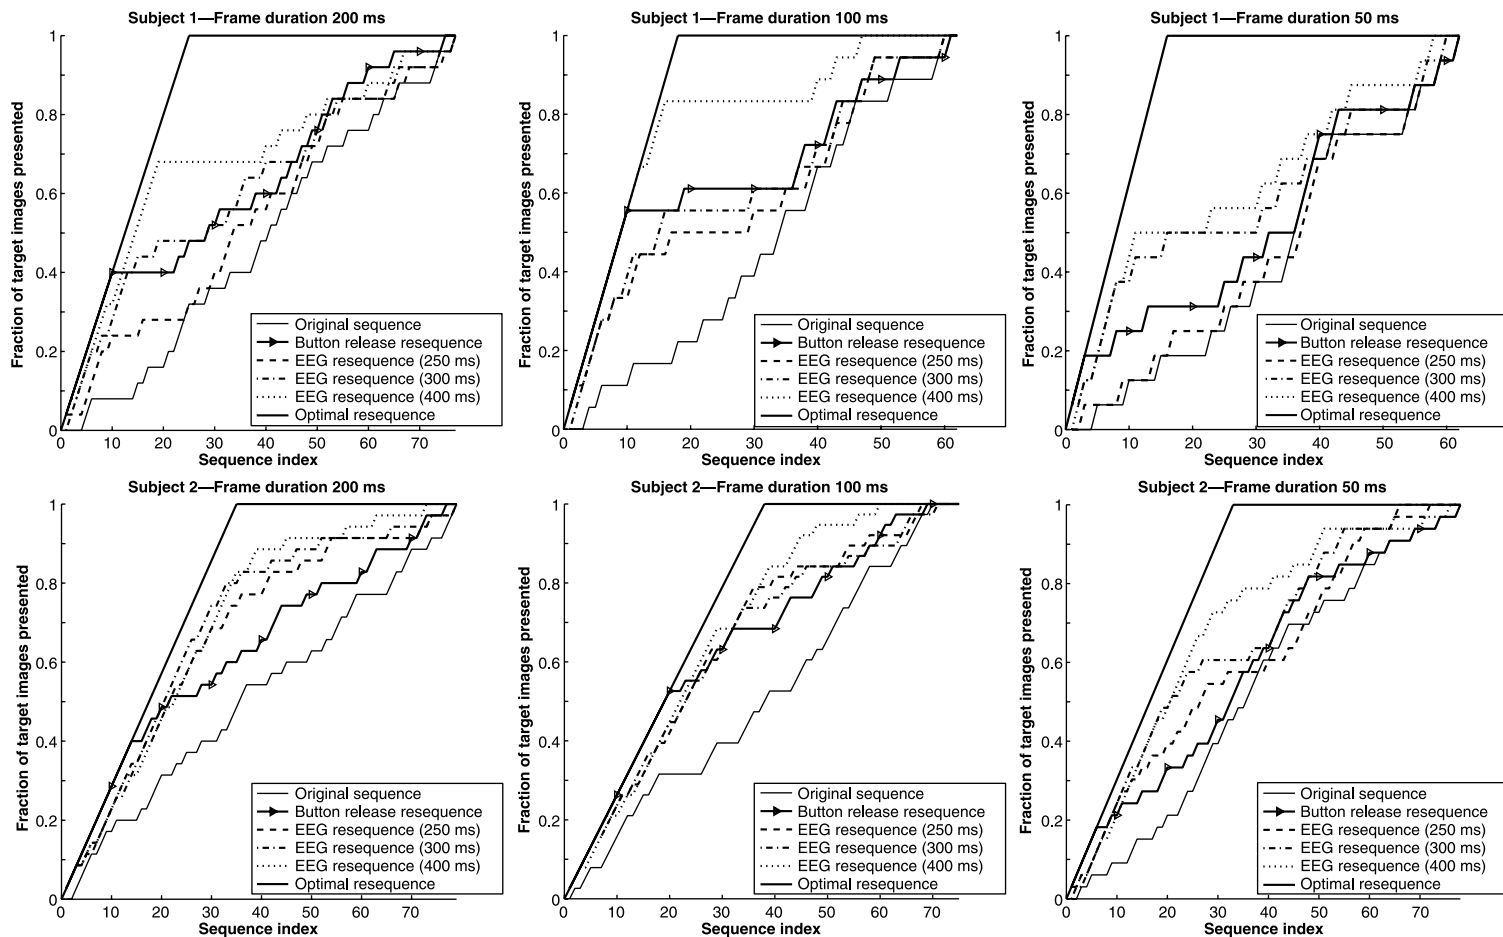 Subject 1—Frame duration 200 ms
Fraction of target images presented
1
0.8
0.6
0.4
0.2
0
0 10 20 30 40 50 60 70
Sequence index
Original sequence
Button release resequence
EEG resequence (250 ms)
EEG resequence (300 ms)
EEG resequence (400 ms)
Optimal resequence
Subject 1—Frame duration 100 ms
Fraction of target images presented
1
0.8
0.6
0.4
0.2
0
0 10 20 30 40 50 60
Sequence index
Original sequence
Button release resequence
EEG resequence (250 ms)
EEG resequence (300 ms)
EEG resequence (400 ms)
Optimal resequence
Subject 1—Frame duration 50 ms
Fraction of target images presented
1
0.8
0.6
0.4
0.2
0
0 10 20 30 40 50 60
Sequence index
Original sequence
Button release resequence
EEG resequence (250 ms)
EEG resequence (300 ms)
EEG resequence (400 ms)
Optimal resequence
Subject 2—Frame duration 200 ms
Fraction of target images presented
1
0.8
0.6
0.4
0.2
0
0 10 20 30 40 50 60 70
Sequence index
Original sequence
Button release resequence
EEG resequence (250 ms)
EEG resequence (300 ms)
EEG resequence (400 ms)
Optimal resequence
Subject 2—Frame duration 100 ms
Fraction of target images presented
1
0.8
0.6
0.4
0.2
0
0 10 20 30 40 50 60 70
Sequence index
Original sequence
Button release resequence
EEG resequence (250 ms)
EEG resequence (300 ms)
EEG resequence (400 ms)
Optimal resequence
Subject 2—Frame duration 50 ms
Fraction of target images presented
1
0.8
0.6
0.4
0.2
0
0 10 20 30 40 50 60 70
Sequence index
Original sequence
Button release resequence
EEG resequence (250 ms)
EEG resequence (300 ms)
EEG resequence (400 ms)
Optimal resequence